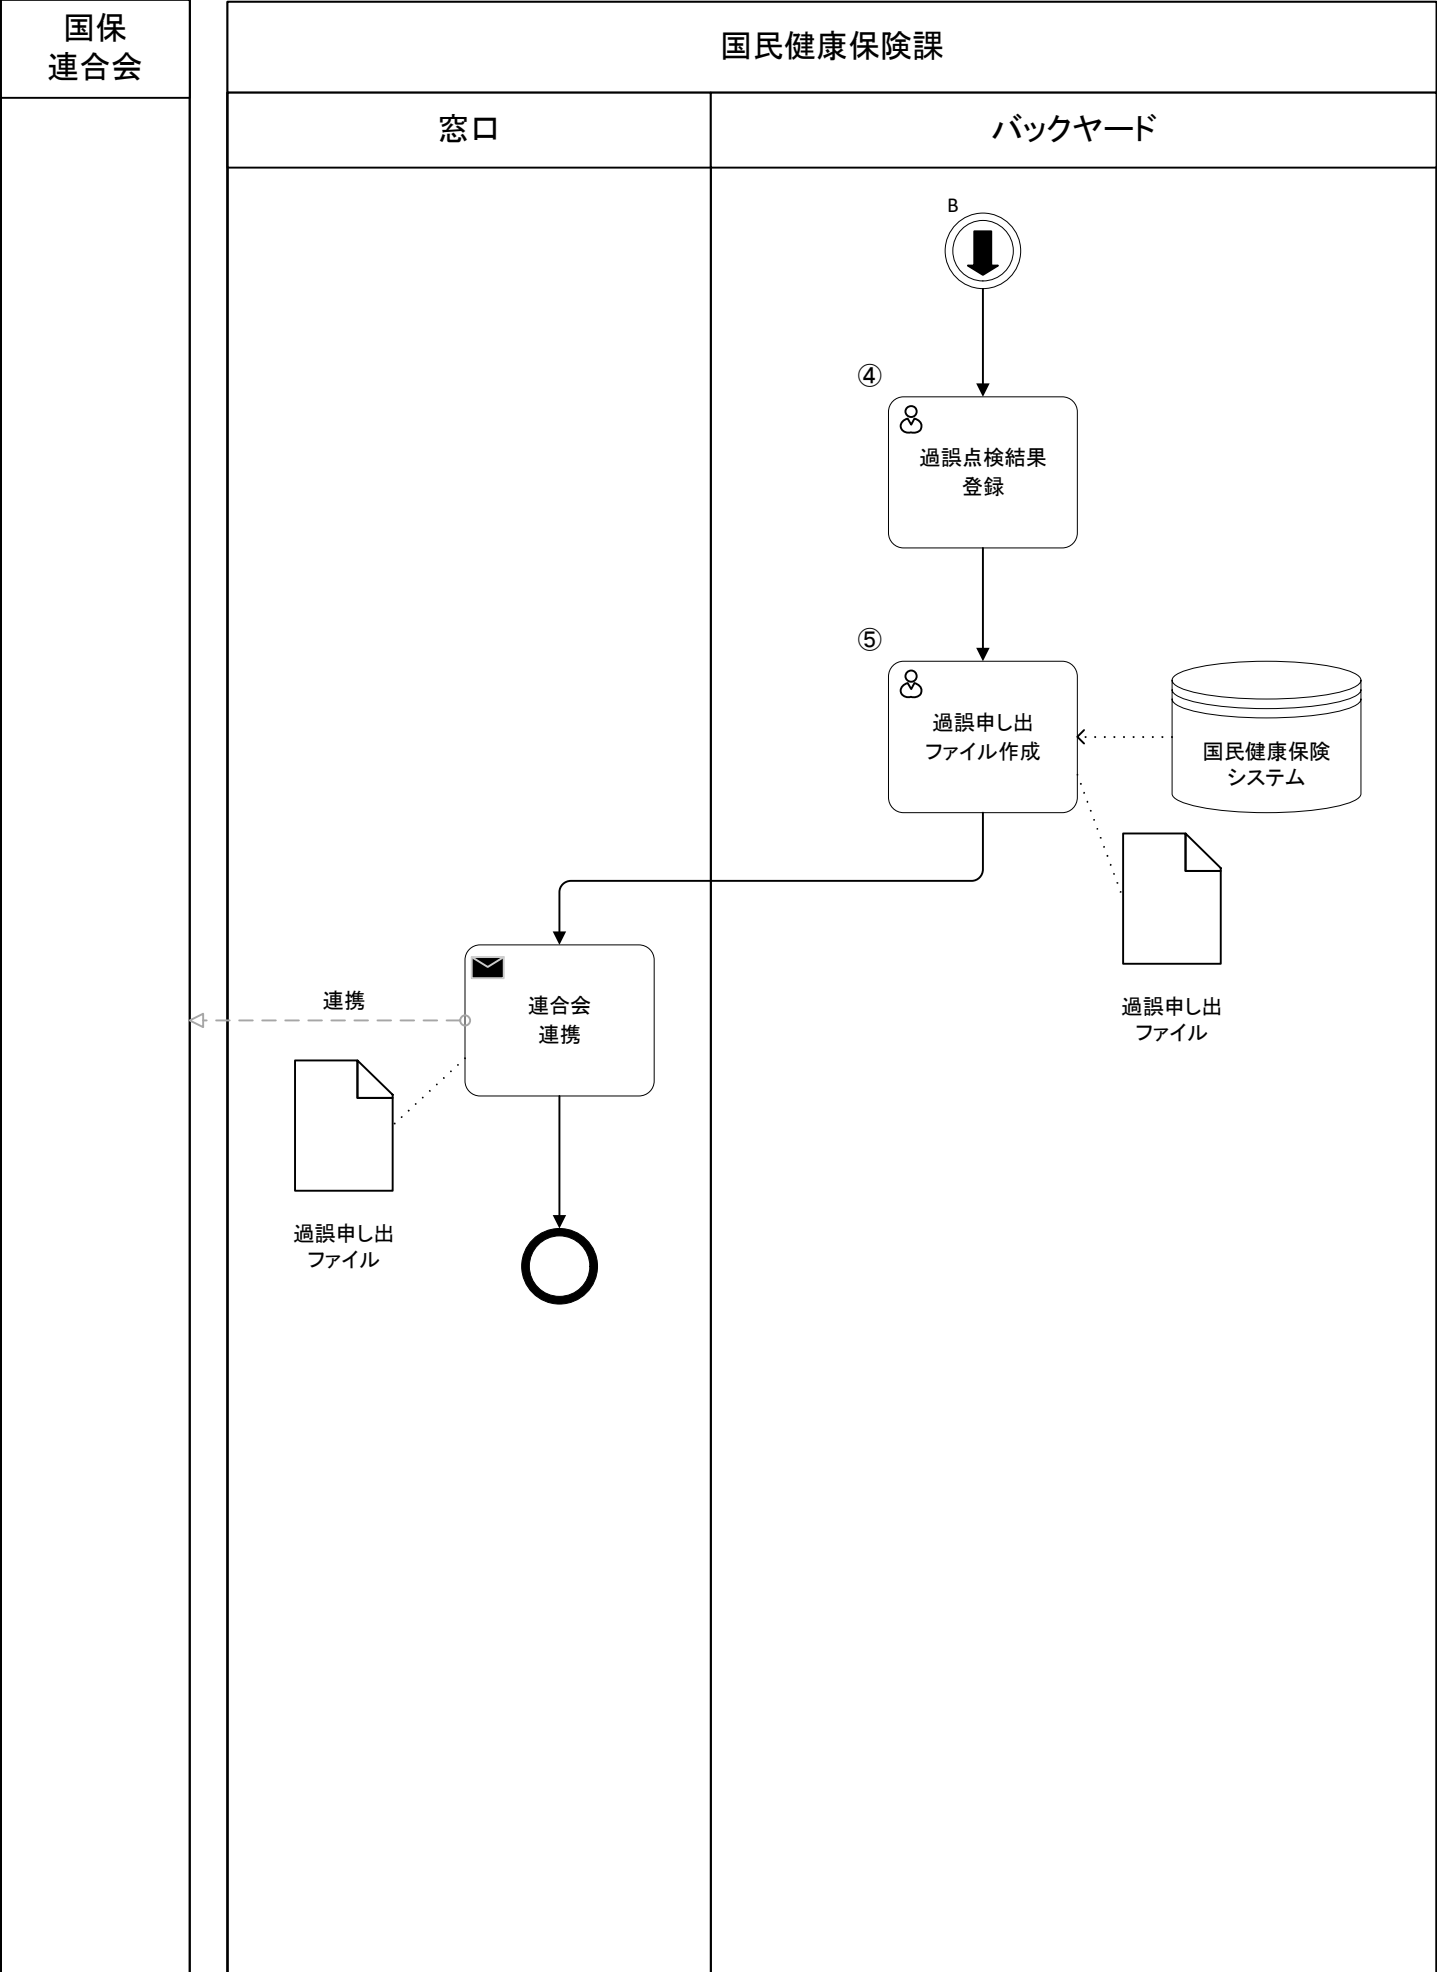 国保
連合会
国民健康保険課
窓口
バックヤード
B
④
過誤点検結果
登録
⑤
過誤申し出
ファイル作成
国民健康保険
システム
過誤申し出
ファイル
連携
連合会
連携
過誤申し出
ファイル